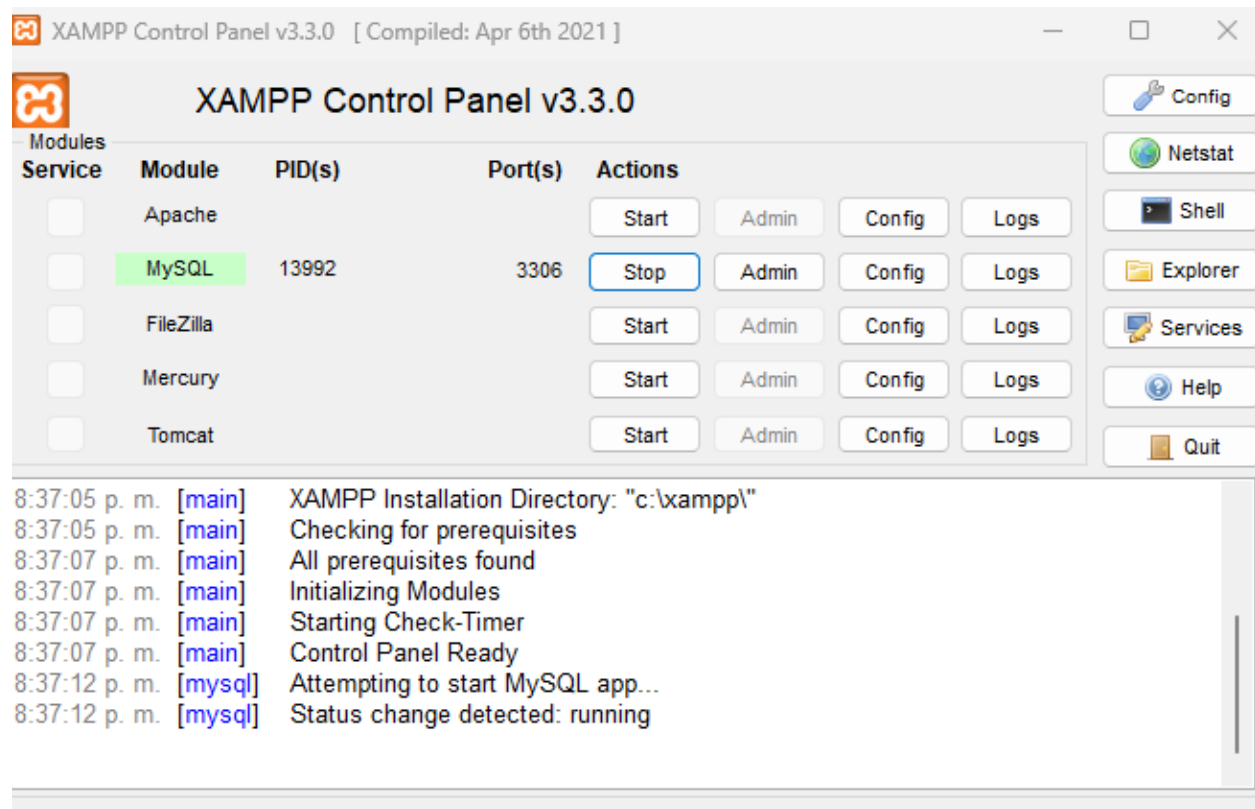 XAMPP Control Panel v3.3.0 [ Compiled: Apr 6th 2021 ]
XAMPP Control Panel v3.3.0
Modules
Service Module PID(s) Port(s) Actions
Apache Start Admin Config Logs
MySQL 13992 3306 Stop Admin Config Logs
FileZilla Start Admin Config Logs
Mercury Start Admin Config Logs
Tomcat Start Admin Config Logs
Config
Netstat
Shell
Explorer
Services
Help
Quit
8:37:05 p. m. [main] XAMPP Installation Directory: "c:\xampp\"
8:37:05 p. m. [main] Checking for prerequisites
8:37:07 p. m. [main] All prerequisites found
8:37:07 p. m. [main] Initializing Modules
8:37:07 p. m. [main] Starting Check-Timer
8:37:07 p. m. [main] Control Panel Ready
8:37:12 p. m. [mysql] Attempting to start MySQL app...
8:37:12 p. m. [mysql] Status change detected: running